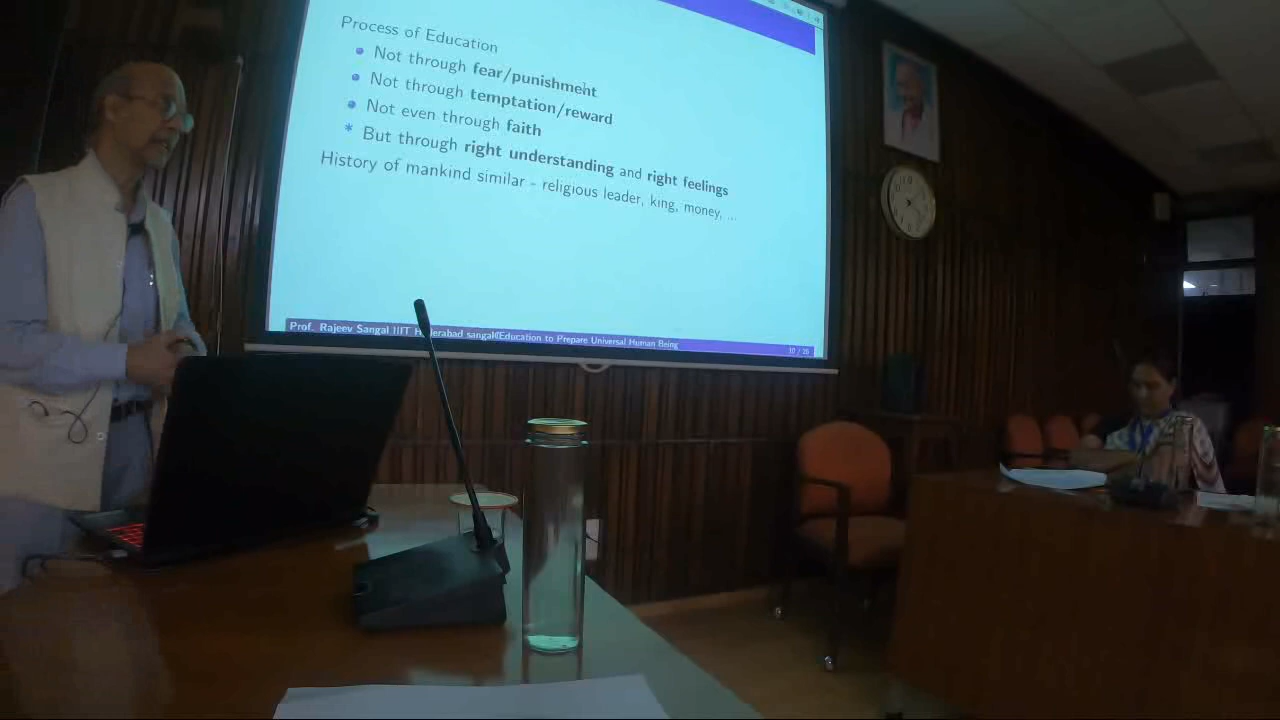 Process of Education
Not through fear/punishment
Not through temptation/reward
Not even through faith
* But through right understanding and right feelings
History of mankind similar - religious leader, king, money, ...
Prof. Rajeev Sangal IIIT Hyderabad sangal@ Education to Prepare Universal Human Being